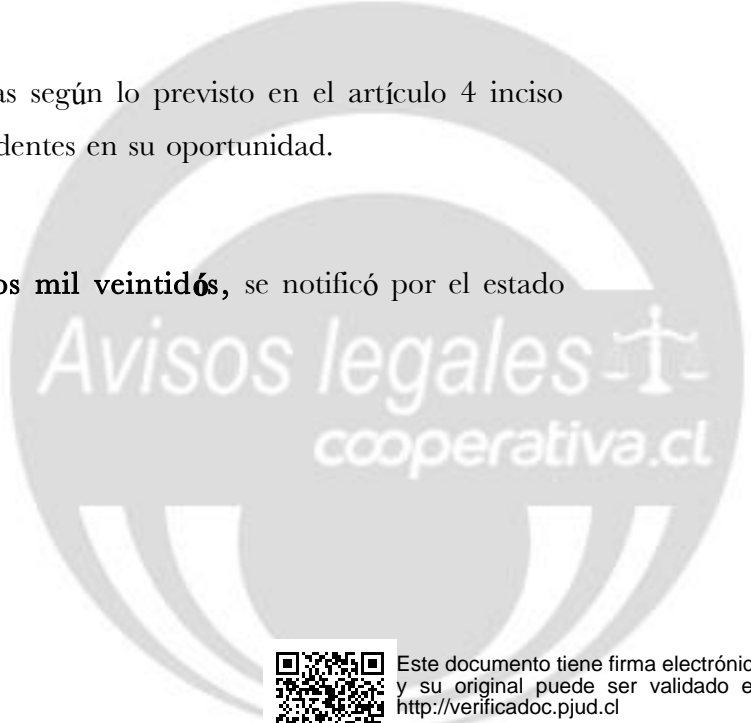 as según lo previsto en el artículo 4 inciso
dentes en su oportunidad.
os mil veintidós, se notificó por el estado
Avisos legales
cooperativa.cl
Este documento tiene firma electrónic
y su original puede ser validado e
http://verificadoc.pjud.cl